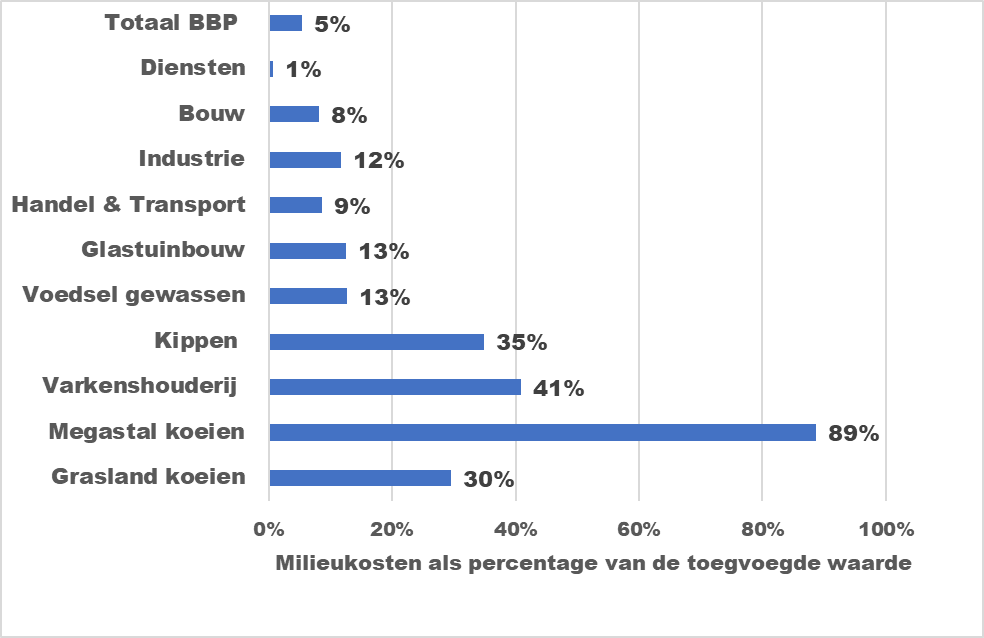 Totaal BBP 5%
Diensten 1%
Bouw 8%
Industrie 12%
Handel & Transport 9%
Glastuinbouw 13%
Voedsel gewassen 13%
Kippen 35%
Varkenshouderij 41%
Megastal koeien 89%
Grasland koeien 30%
0% 20% 40% 60% 80% 100%
Milieukosten als percentage van de toegvoegde waarde